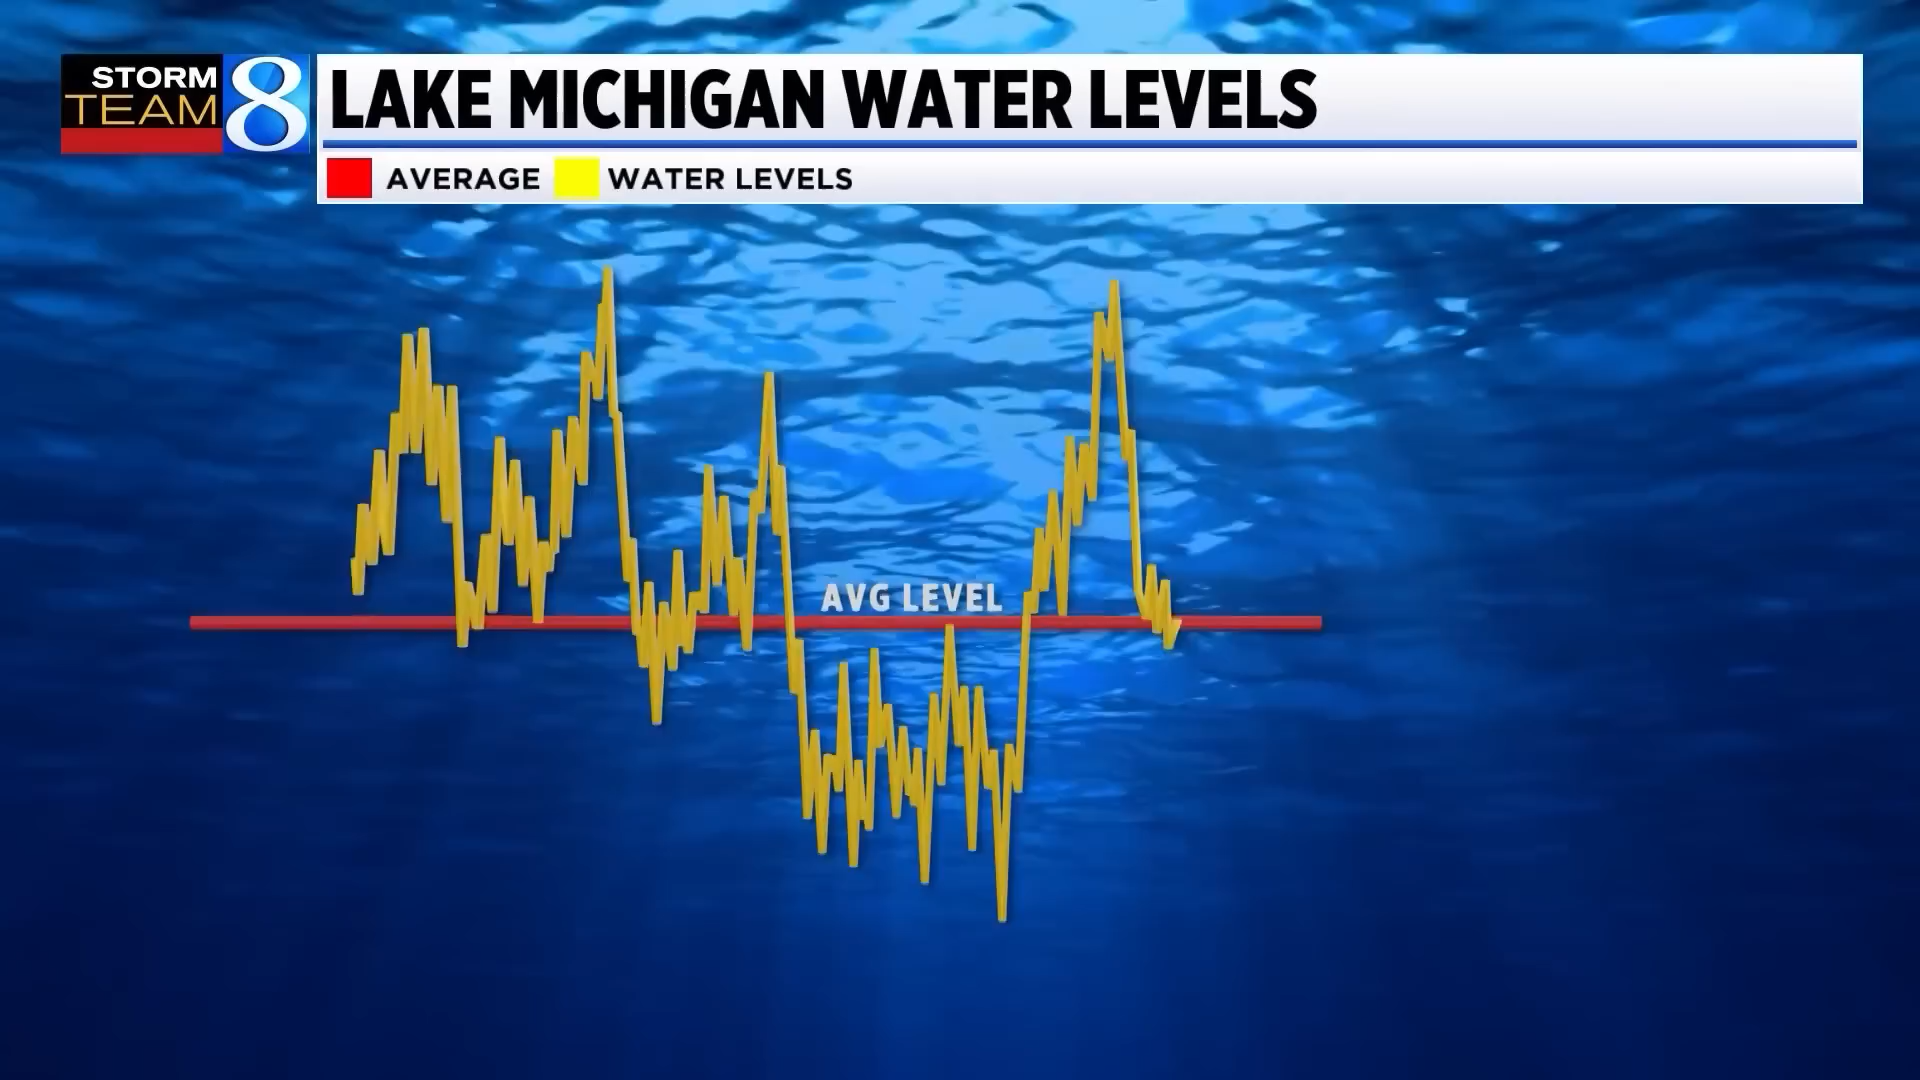 STORM
TEAM
8
LAKE MICHIGAN WATER LEVELS
AVERAGE WATER LEVELS
AVG LEVEL